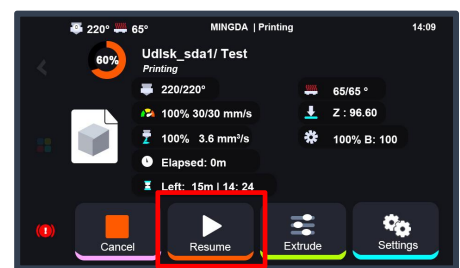 220° 65° MINGDA | Printing 14:09
60% Udlsk_sda1/ Test
Printing
220/220° 65/65 °
100% 30/30 mm/s Z : 96.60
100% 3.6 mm³/s 100% B: 100
Elapsed: 0m
Left: 15m | 14: 24
Cancel Resume Extrude Settings